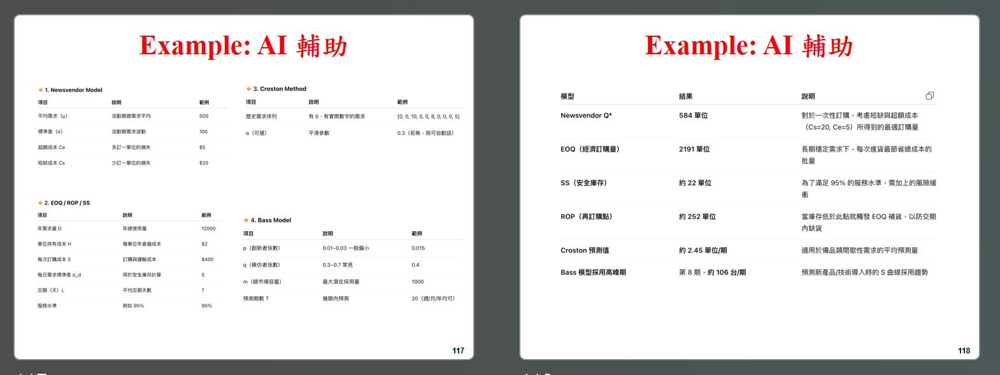 Example: AI 輔助
1. Newsvendor Model
項目 說明 範例
平均需求（μ） 活動期總需求平均 500
標準差（σ） 活動期需求波動 100
超額成本 Ce 多訂一單位的損失 $5
短缺成本 Cs 少訂一單位的損失 $20
2. EOQ / ROP / SS
項目 說明 範例
年需求量 D 年總使用量 12000
單位持有成本 H 每單位年倉儲成本 $2
每次訂購成本 S 訂購與運輸成本 $400
每日需求標準差 σ_d 用於安全庫存計算 5
交期（天）L 平均交期天數 7
服務水準 例如 95% 95%
3. Croston Method
項目 說明 範例
歷史需求序列 有 0、有實際數字的需求 [0, 0, 10, 0, 0, 8, 0, 0, 0, 5]
α（可選） 平滑參數 0.3（若無，我可自動設）
4. Bass Model
項目 說明 範例
p（創新者係數） 0.01~0.03 一般偏小 0.015
q（模仿者係數） 0.3~0.7 常見 0.4
m（總市場容量） 最大潛在採用量 1000
預測期數 T 幾期內預測 20（週/月/年均可）
117
Example: AI 輔助
模型 結果 說明
Newsvendor Q* 584 單位 對於一次性訂購，考慮短缺與超額成本
（Cs=20, Ce=5）所得到的最適訂購量
EOQ（經濟訂購量） 2191 單位 長期穩定需求下，每次進貨最節省總成本的
批量
SS（安全庫存） 約 22 單位 為了滿足 95% 的服務水準，需加上的風險緩
衝
ROP（再訂購點） 約 252 單位 當庫存低於此點就觸發 EOQ 補貨，以防交期
內缺貨
Croston 預測值 約 2.45 單位/期 適用於備品類間歇性需求的平均預測量
Bass 模型採用高峰期 第 8 期，約 106 台/期 預測新產品/技術導入時的 S 曲線採用趨勢
118